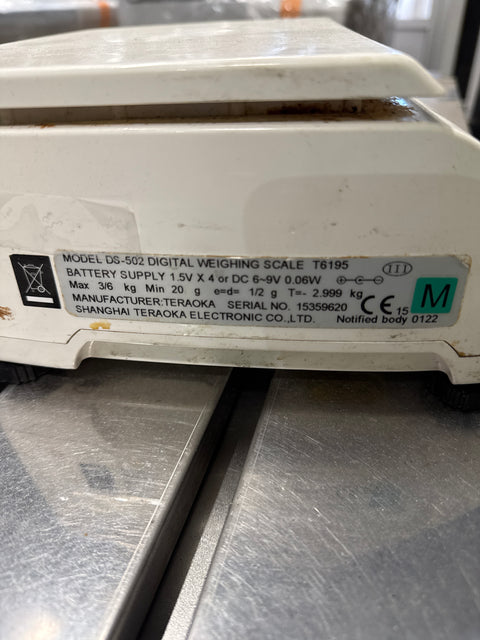 MODEL DS-502 DIGITAL WEIGHING SCALE T6195
BATTERY SUPPLY 1.5V X 4 or DC 6~9V 0.06W
III
Max 3/6 kg Min 20 g e=d= 1/2 g T=- 2.999 kg
MANUFACTURER:TERAOKA SERIAL NO. 15359620
CE 15 M
SHANGHAI TERAOKA ELECTRONIC CO.,LTD. Notified body 0122